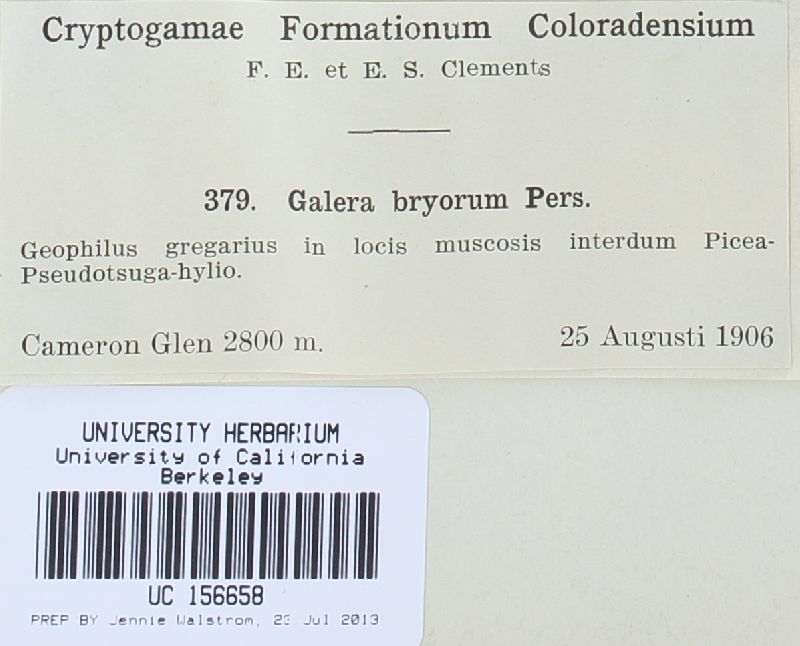 Cryptogamae Formationum Coloradensium
F. E. et E. S. Clements
379. Galera bryorum Pers.
Geophilus gregarius in locis muscosis interdum Picea-
Pseudotsuga-hylio.
Cameron Glen 2800 m. 25 Augusti 1906
UNIVERSITY HERBARIUM
University of California
Berkeley
UC 156658
PREP BY Jennie Walstrom, Jul 2013